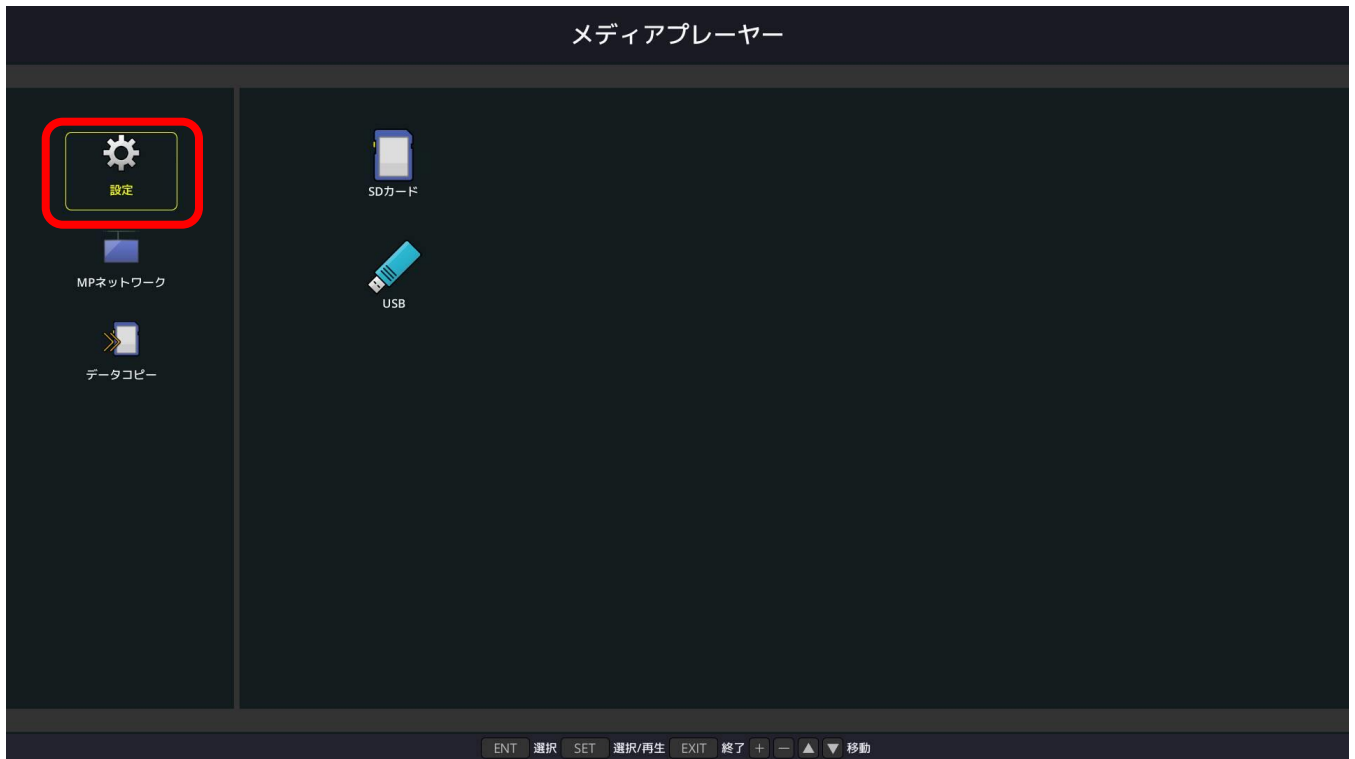 メディアプレーヤー
設定
SDカード
MPネットワーク
USB
データコピー
ENT 選択 SET 選択/再生 EXIT 終了 + － ▲ ▼ 移動